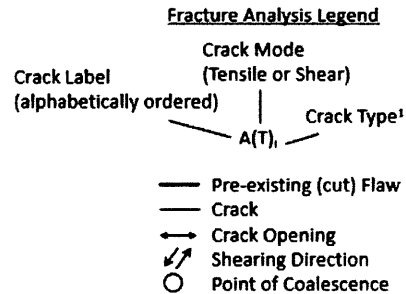 Fracture Analysis Legend
Crack Mode
(Tensile or Shear)
Crack Label
(alphabetically ordered)
Crack Type¹
A(T)ᵢ
Pre-existing (cut) Flaw
Crack
Crack Opening
Shearing Direction
Point of Coalescence